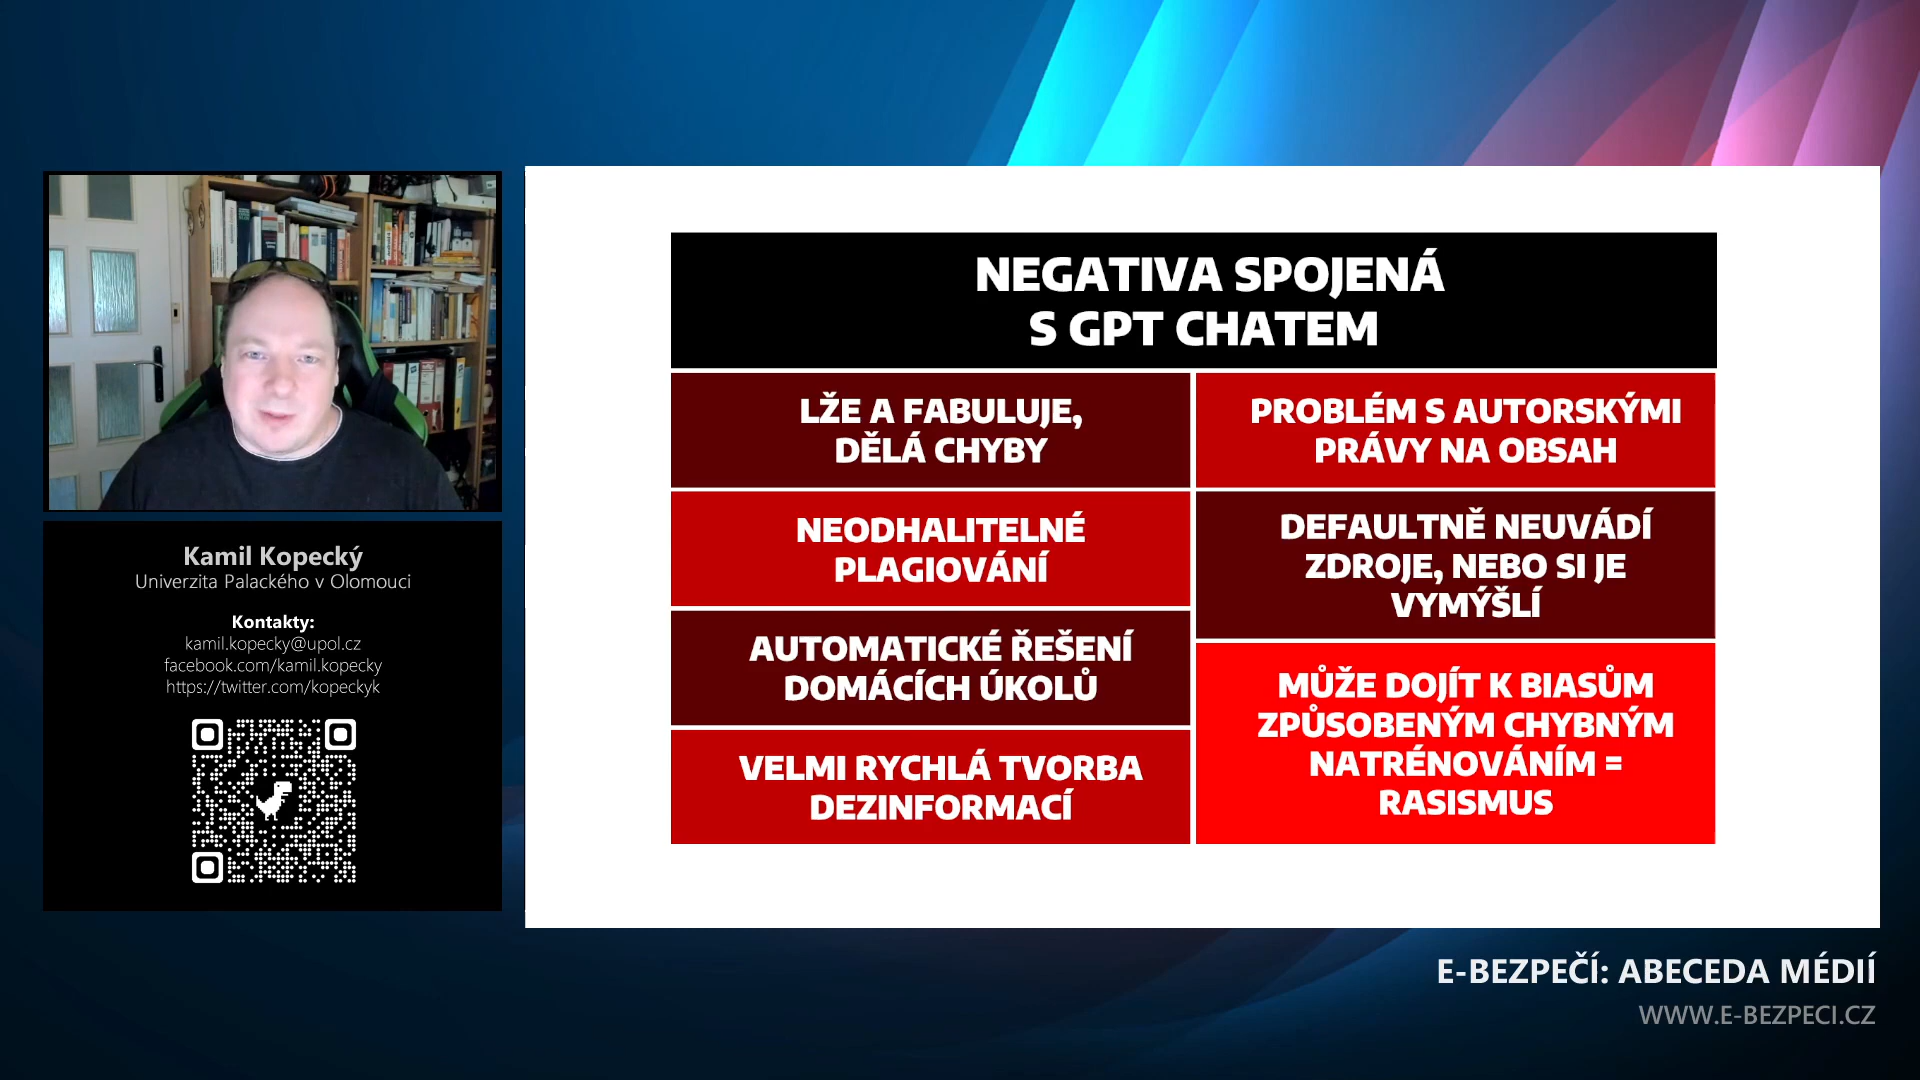 Kamil Kopecký
Univerzita Palackého v Olomouci
Kontakty:
kamil.kopecky@upol.cz
facebook.com/kamil.kopecky
https://twitter.com/kopeckyk
NEGATIVA SPOJENÁ
S GPT CHATEM
LŽE A FABULUJE,
DĚLÁ CHYBY
NEODHALITELNÉ
PLAGIOVÁNÍ
AUTOMATICKÉ ŘEŠENÍ
DOMÁCÍCH ÚKOLŮ
VELMI RYCHLÁ TVORBA
DEZINFORMACÍ
PROBLÉM S AUTORSKÝMI
PRÁVY NA OBSAH
DEFAULTNĚ NEUVÁDÍ
ZDROJE, NEBO SI JE
VYMÝŠLÍ
MŮŽE DOJÍT K BIASŮM
ZPŮSOBENÝM CHYBNÝM
NATRÉNOVÁNÍM =
RASISMUS
E-BEZPEČÍ: ABECEDA MÉDIÍ
WWW.E-BEZPECI.CZ